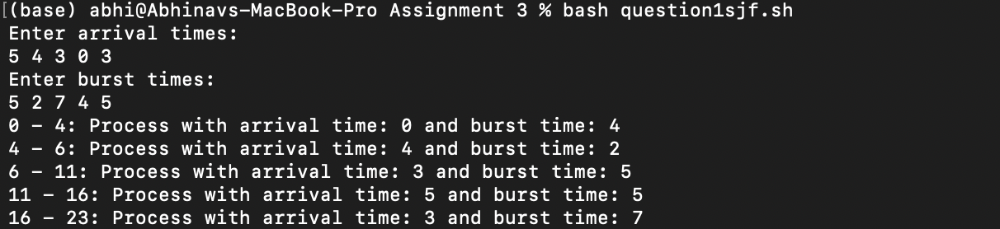 [(base) abhi@Abhinavs-MacBook-Pro Assignment 3 % bash question1sjf.sh
Enter arrival times:
5 4 3 0 3
Enter burst times:
5 2 7 4 5
0 – 4: Process with arrival time: 0 and burst time: 4
4 – 6: Process with arrival time: 4 and burst time: 2
6 – 11: Process with arrival time: 3 and burst time: 5
11 – 16: Process with arrival time: 5 and burst time: 5
16 – 23: Process with arrival time: 3 and burst time: 7